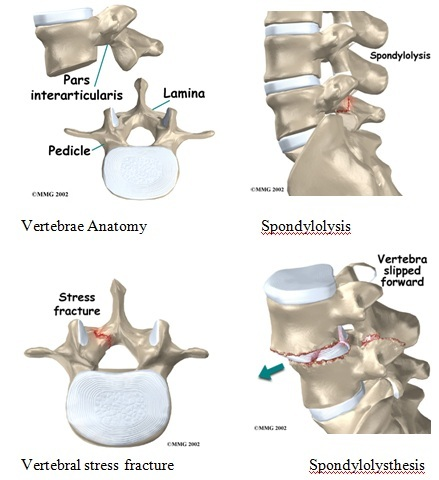 Pars
interarticularis
Lamina
Pedicle
©MMG 2002
Vertebrae Anatomy
©MMG 2002
Spondylolysis
Spondylolysis
Stress
fracture
©MMG 2002
Vertebral stress fracture
Vertebra
slipped
forward
©MMG 2002
Spondylolysthesis